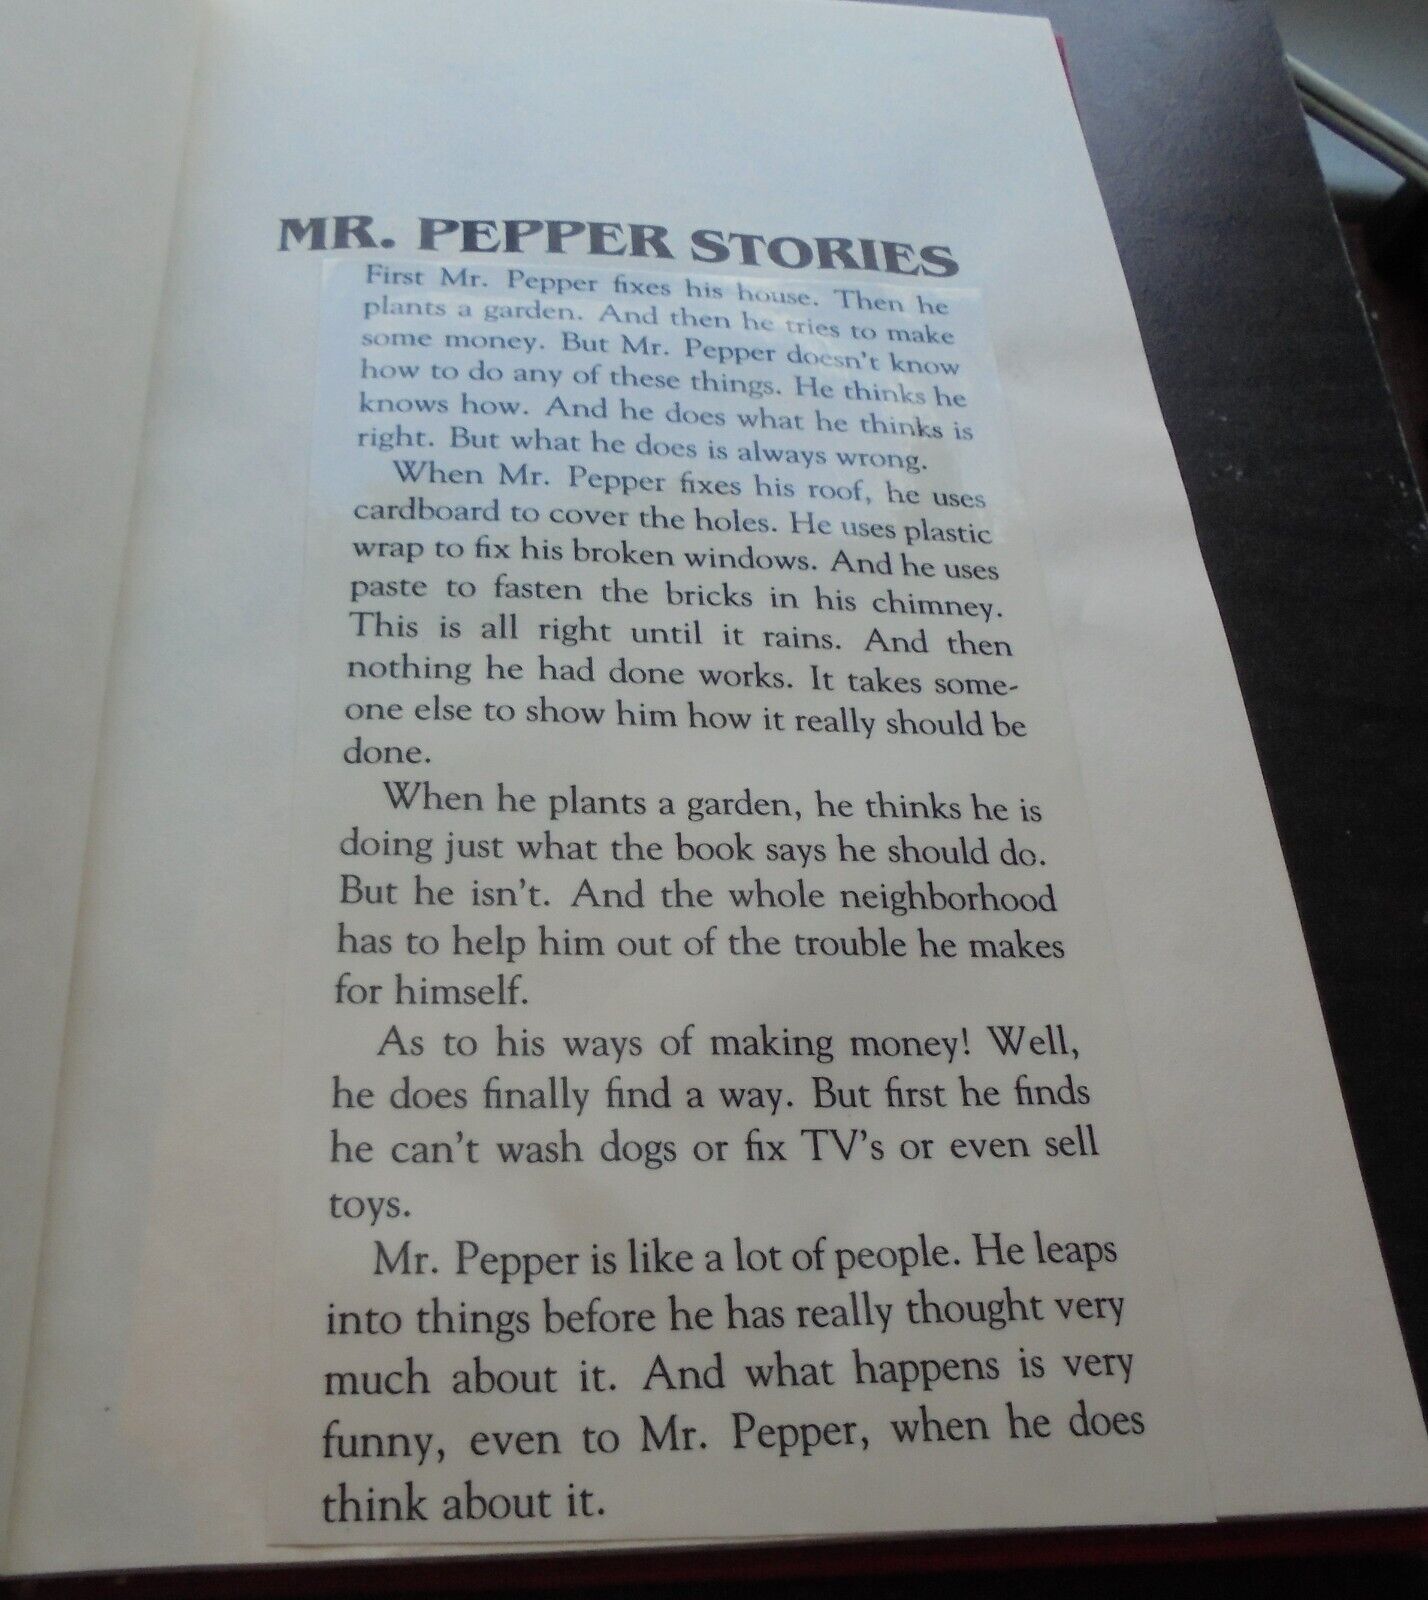 MR. PEPPER STORIES
First Mr. Pepper fixes his house. Then he
plants a garden. And then he tries to make
some money. But Mr. Pepper doesn't know
how to do any of these things. He thinks he
knows how. And he does what he thinks is
right. But what he does is always wrong.
When Mr. Pepper fixes his roof, he uses
cardboard to cover the holes. He uses plastic
wrap to fix his broken windows. And he uses
paste to fasten the bricks in his chimney.
This is all right until it rains. And then
nothing he had done works. It takes some-
one else to show him how it really should be
done.
When he plants a garden, he thinks he is
doing just what the book says he should do.
But he isn't. And the whole neighborhood
has to help him out of the trouble he makes
for himself.
As to his ways of making money! Well,
he does finally find a way. But first he finds
he can't wash dogs or fix TV's or even sell
toys.
Mr. Pepper is like a lot of people. He leaps
into things before he has really thought very
much about it. And what happens is very
funny, even to Mr. Pepper, when he does
think about it.